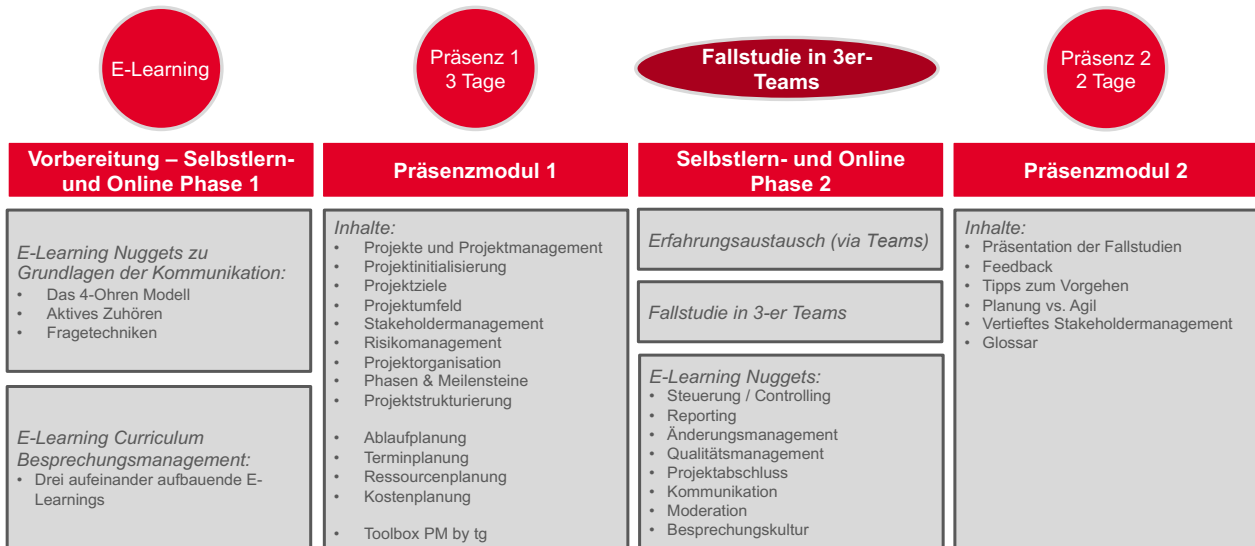 E-Learning
Präsenz 1
3 Tage
Fallstudie in 3er-
Teams
Präsenz 2
2 Tage
Vorbereitung – Selbstlern-
und Online Phase 1
E-Learning Nuggets zu
Grundlagen der Kommunikation:
• Das 4-Ohren Modell
• Aktives Zuhören
• Fragetechniken
E-Learning Curriculum
Besprechungsmanagement:
• Drei aufeinander aufbauende E-
Learnings
Präsenzmodul 1
Inhalte:
• Projekte und Projektmanagement
• Projektinitialisierung
• Projektziele
• Projektumfeld
• Stakeholdermanagement
• Risikomanagement
• Projektorganisation
• Phasen & Meilensteine
• Projektstrukturierung
• Ablaufplanung
• Terminplanung
• Ressourcenplanung
• Kostenplanung
• Toolbox PM by tg
Selbstlern- und Online
Phase 2
Erfahrungsaustausch (via Teams)
Fallstudie in 3-er Teams
E-Learning Nuggets:
• Steuerung / Controlling
• Reporting
• Änderungsmanagement
• Qualitätsmanagement
• Projektabschluss
• Kommunikation
• Moderation
• Besprechungskultur
Präsenzmodul 2
Inhalte:
• Präsentation der Fallstudien
• Feedback
• Tipps zum Vorgehen
• Planung vs. Agil
• Vertieftes Stakeholdermanagement
• Glossar